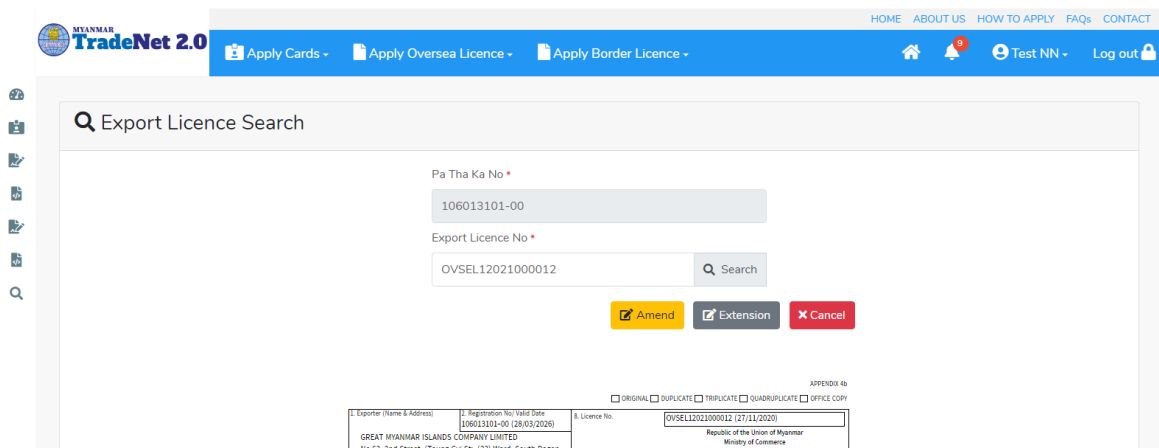 HOME ABOUT US HOW TO APPLY FAQs CONTACT
MYANMAR
TradeNet 2.0
Apply Cards
Apply Oversea Licence
Apply Border Licence
9
Test NN
Log out
Export Licence Search
Pa Tha Ka No *
106013101-00
Export Licence No *
OVSEL12021000012
Search
Amend
Extension
Cancel
APPENDIX 4b
ORIGINAL DUPLICATE TRIPLICATE QUADRUPLICATE OFFICE COPY
1. Exporter (Name & Address)
2. Registration No/ Valid Date
106013101-00 (28/03/2026)
8. Licence No.
OVSEL12021000012 (27/11/2020)
GREAT MYANMAR ISLANDS COMPANY LIMITED
Republic of the Union of Myanmar
Ministry of Commerce